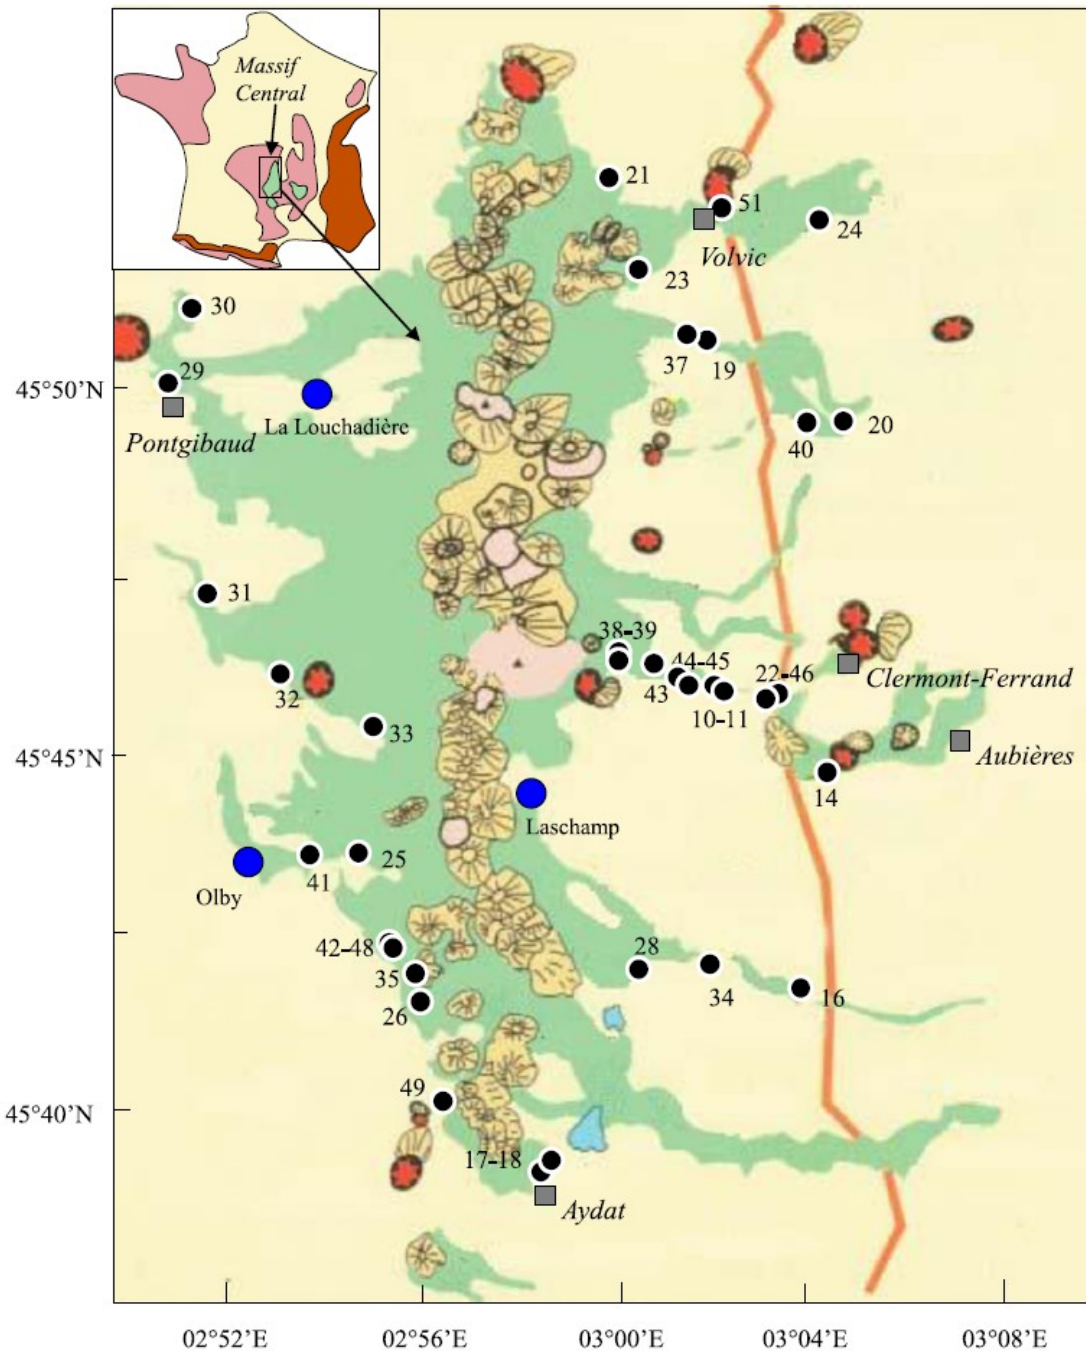 Massif
Central
21
51
24
Volvic
23
30
37
19
29
45°50'N
La Louchadière
Pontgibaud
40
20
31
38-39
44-45
22-46
43
10-11
Clermont-Ferrand
32
33
45°45'N
Aubières
14
Laschamp
25
41
Olby
42-48
28
35
34
16
26
49
45°40'N
17-18
Aydat
02°52'E
02°56'E
03°00'E
03°04'E
03°08'E